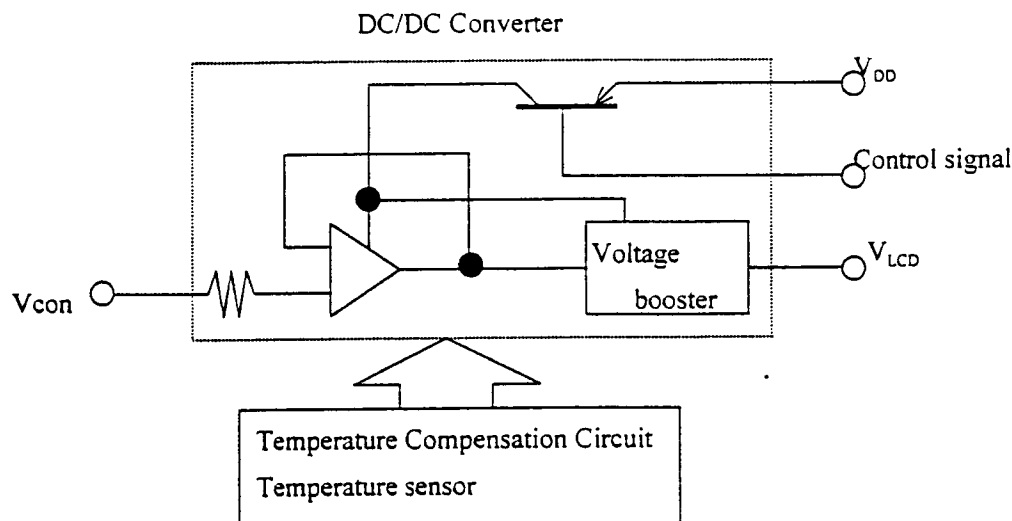 DC/DC Converter
VDD
Control signal
Voltage
booster
VLCD
Vcon
Temperature Compensation Circuit
Temperature sensor